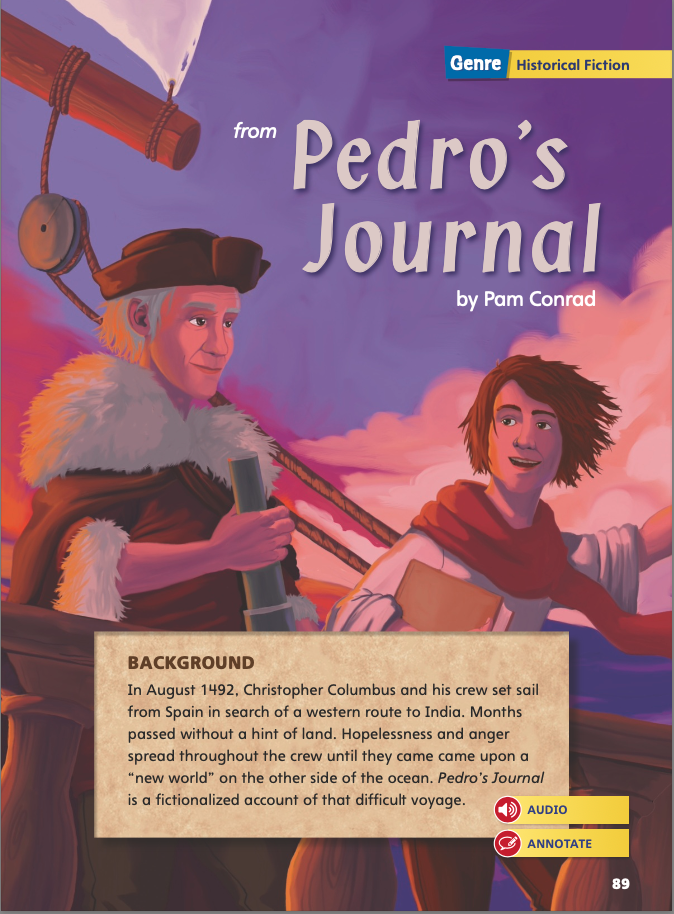 Genre Historical Fiction
from
Pedro's
Journal
by Pam Conrad
BACKGROUND
In August 1492, Christopher Columbus and his crew set sail
from Spain in search of a western route to India. Months
passed without a hint of land. Hopelessness and anger
spread throughout the crew until they came came upon a
“new world” on the other side of the ocean. Pedro's Journal
is a fictionalized account of that difficult voyage.
AUDIO
ANNOTATE
89